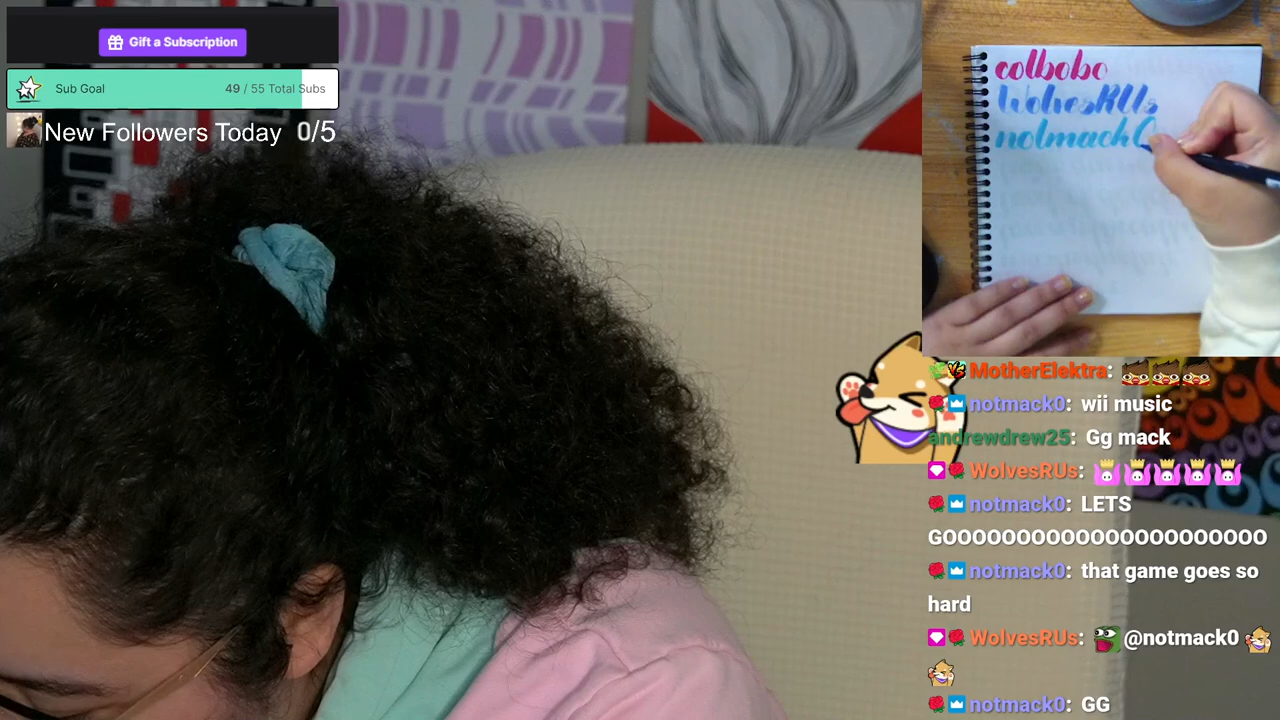 Gift a Subscription
Sub Goal 49 / 55 Total Subs
New Followers Today 0/5
colbobo
WolvesRUs
notmack0
MotherElektra:
notmack0: wii music
andrewdrew25: Gg mack
WolvesRUs:
notmack0: LETS
GOOOOOOOOOOOOOOOOOOOOOO
notmack0: that game goes so
hard
WolvesRUs: @notmack0
notmack0: GG